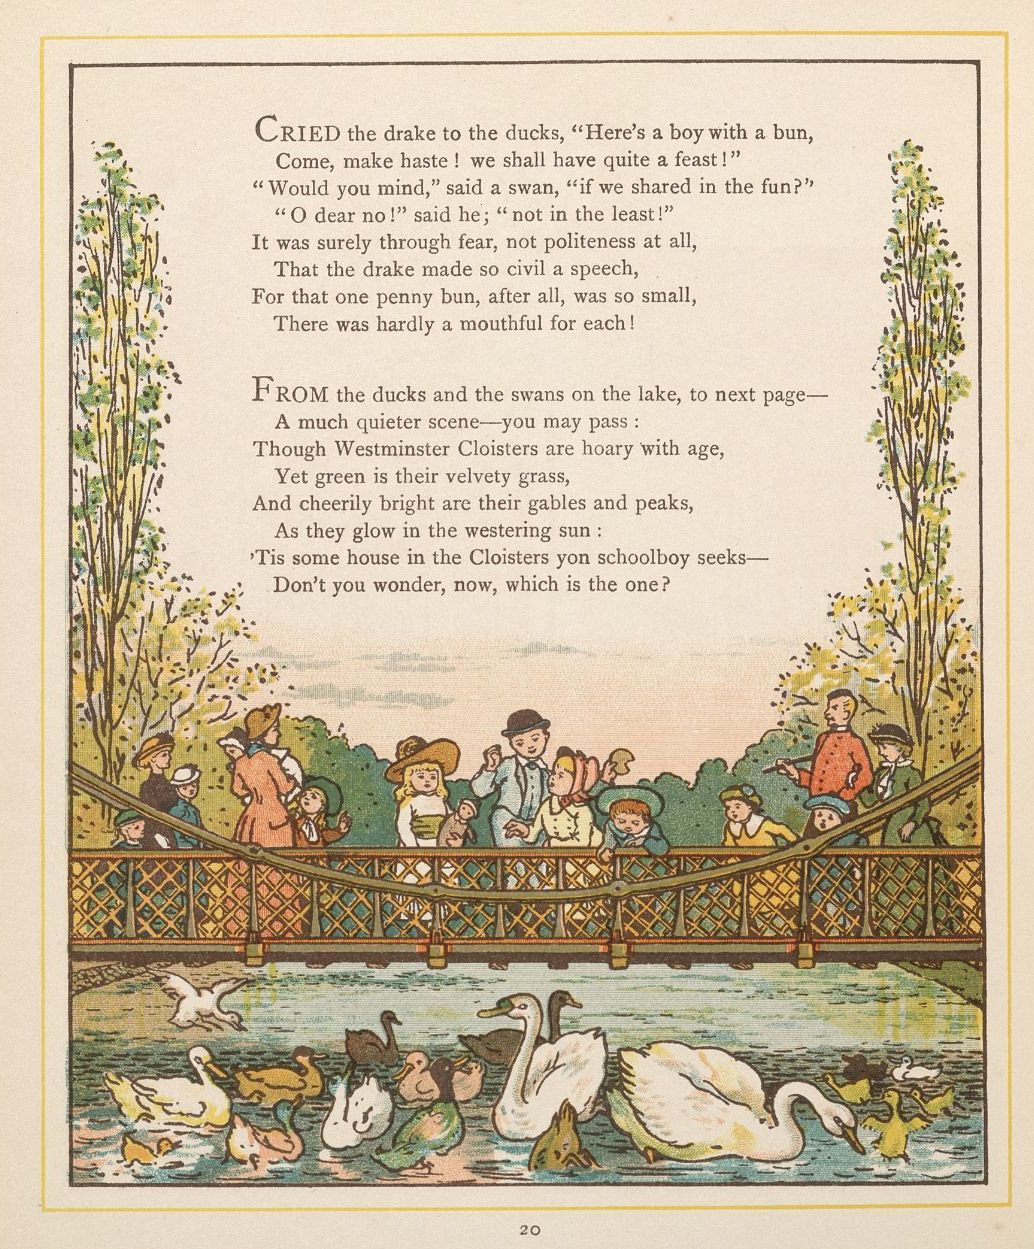 CRIED the drake to the ducks, “Here’s a boy with a bun,
Come, make haste! we shall have quite a feast!”
“Would you mind,” said a swan, “if we shared in the fun?”
“O dear no!” said he; “not in the least!”
It was surely through fear, not politeness at all,
That the drake made so civil a speech,
For that one penny bun, after all, was so small,
There was hardly a mouthful for each!
FROM the ducks and the swans on the lake, to next page—
A much quieter scene—you may pass:
Though Westminster Cloisters are hoary with age,
Yet green is their velvety grass,
And cheerily bright are their gables and peaks,
As they glow in the westering sun:
’Tis some house in the Cloisters yon schoolboy seeks—
Don’t you wonder, now, which is the one?
20